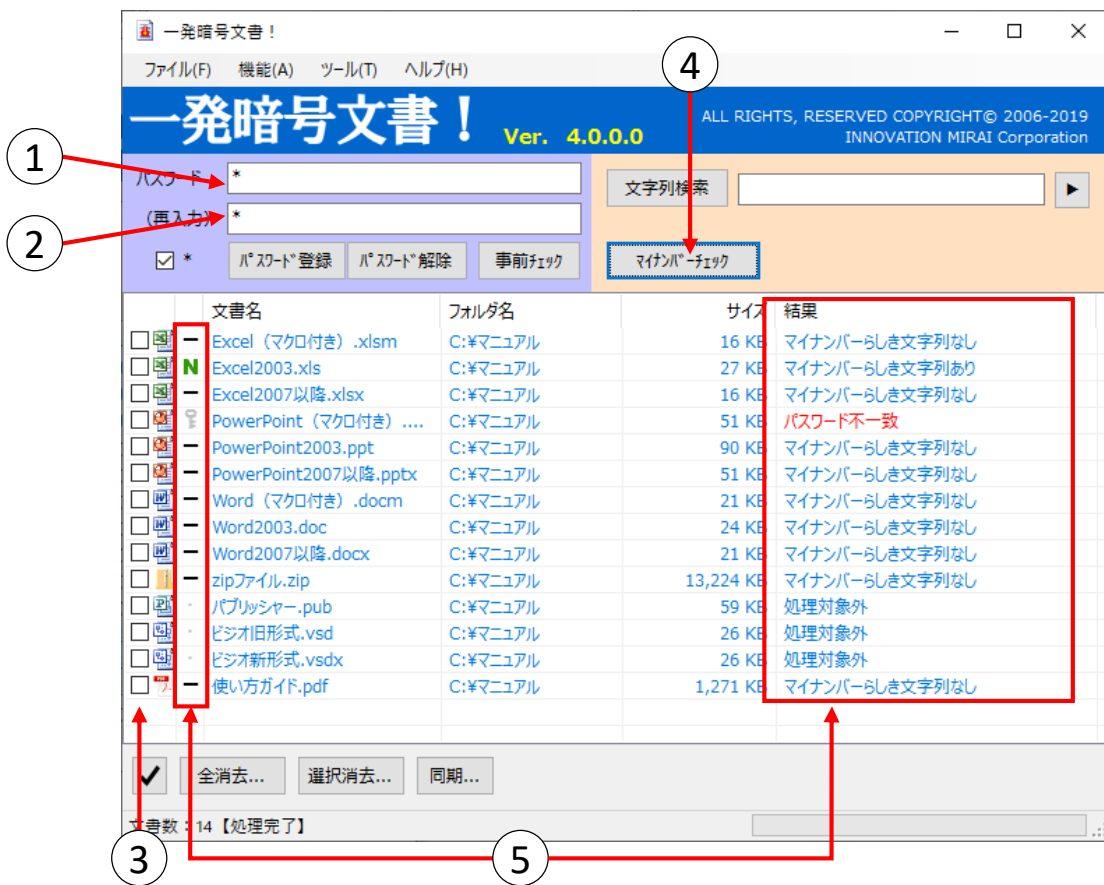 一発暗号文書！
ファイル(F) 機能(A) ツール(T) ヘルプ(H)
④
一発暗号文書！ Ver. 4.0.0.0
ALL RIGHTS, RESERVED COPYRIGHT© 2006-2019
INNOVATION MIRAI Corporation
①
パスワード *
文字列検索 ▶
②
(再入力) *
☑ * ﾊﾟｽﾜｰﾄﾞ登録 ﾊﾟｽﾜｰﾄﾞ解除 事前ﾁｪｯｸ ﾏｲﾅﾝﾊﾞｰﾁｪｯｸ
文書名 フォルダ名 サイズ 結果
Excel（マクロ付き）.xlsm C:¥マニュアル 16 KB マイナンバーらしき文字列なし
N Excel2003.xls C:¥マニュアル 27 KB マイナンバーらしき文字列あり
Excel2007以降.xlsx C:¥マニュアル 16 KB マイナンバーらしき文字列なし
PowerPoint（マクロ付き）.... C:¥マニュアル 51 KB パスワード不一致
PowerPoint2003.ppt C:¥マニュアル 90 KB マイナンバーらしき文字列なし
PowerPoint2007以降.pptx C:¥マニュアル 51 KB マイナンバーらしき文字列なし
Word（マクロ付き）.docm C:¥マニュアル 21 KB マイナンバーらしき文字列なし
Word2003.doc C:¥マニュアル 24 KB マイナンバーらしき文字列なし
Word2007以降.docx C:¥マニュアル 21 KB マイナンバーらしき文字列なし
zipファイル.zip C:¥マニュアル 13,224 KB マイナンバーらしき文字列なし
パブリッシャー.pub C:¥マニュアル 59 KB 処理対象外
ビジオ旧形式.vsd C:¥マニュアル 26 KB 処理対象外
ビジオ新形式.vsdx C:¥マニュアル 26 KB 処理対象外
使い方ガイド.pdf C:¥マニュアル 1,271 KB マイナンバーらしき文字列なし
全消去... 選択消去... 同期...
文書数：14【処理完了】
③ ⑤